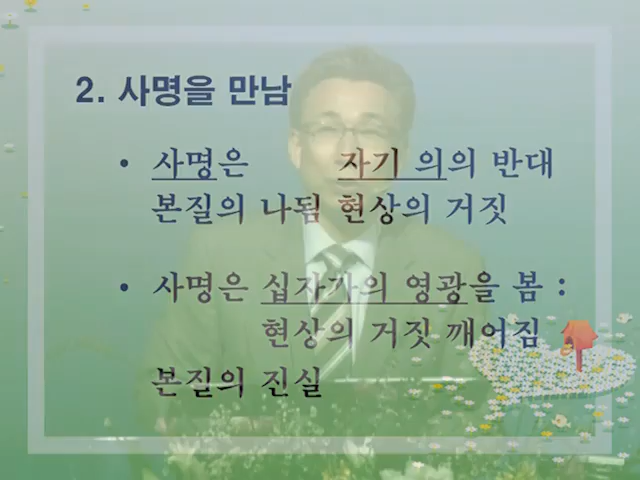 2. 사명을 만남
• 사명은 자기 의의 반대
본질의 나됨 현상의 거짓
• 사명은 십자가의 영광을 봄 :
현상의 거짓 깨어짐
본질의 진실